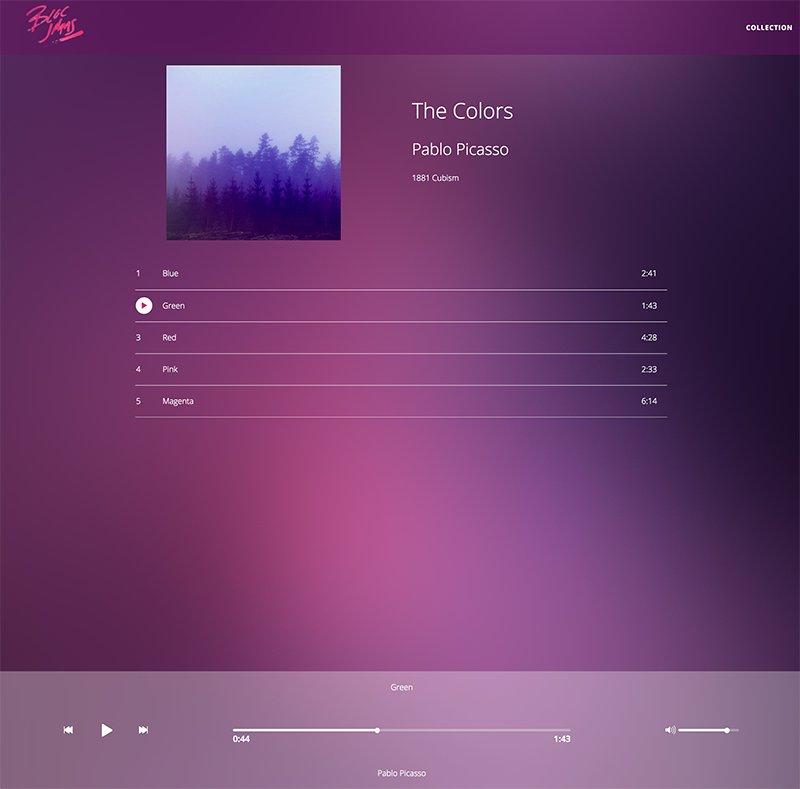 BLOC
JAMS
COLLECTION
The Colors
Pablo Picasso
1881 Cubism
1 Blue 2:41
Green 1:43
3 Red 4:28
4 Pink 2:33
5 Magenta 6:14
Green
0:44 1:43
Pablo Picasso